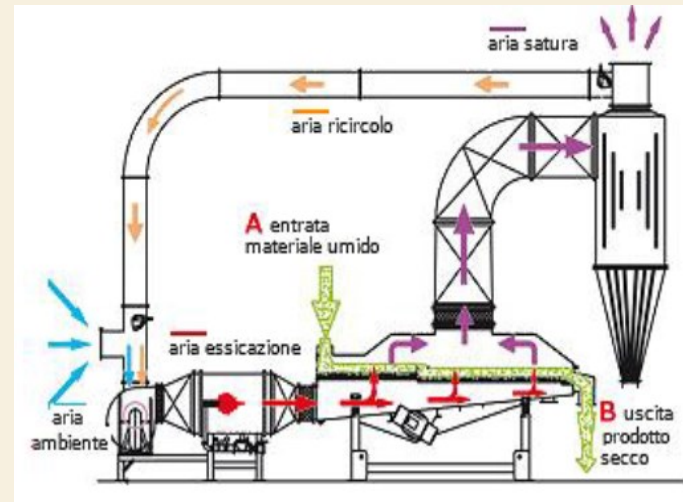 aria satura
aria ricircolo
A entrata
materiale umido
aria essicazione
aria
ambiente
B uscita
prodotto
secco